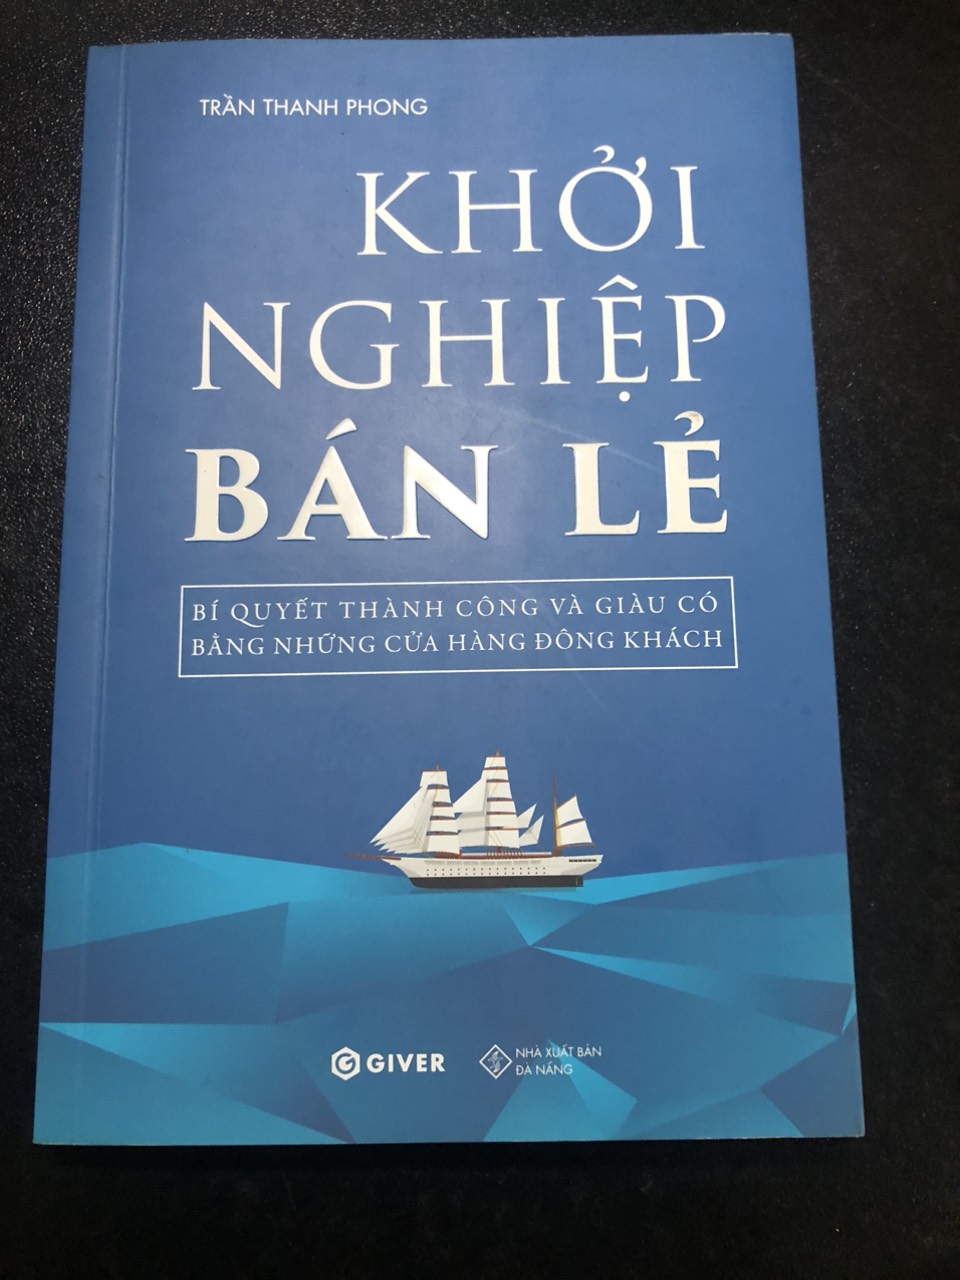 TRẦN THANH PHONG
KHỞI
NGHIỆP
BÁN LẺ
BÍ QUYẾT THÀNH CÔNG VÀ GIÀU CÓ
BẰNG NHỮNG CỬA HÀNG ĐÔNG KHÁCH
GIVER
NHÀ XUẤT BẢN
ĐÀ NẴNG